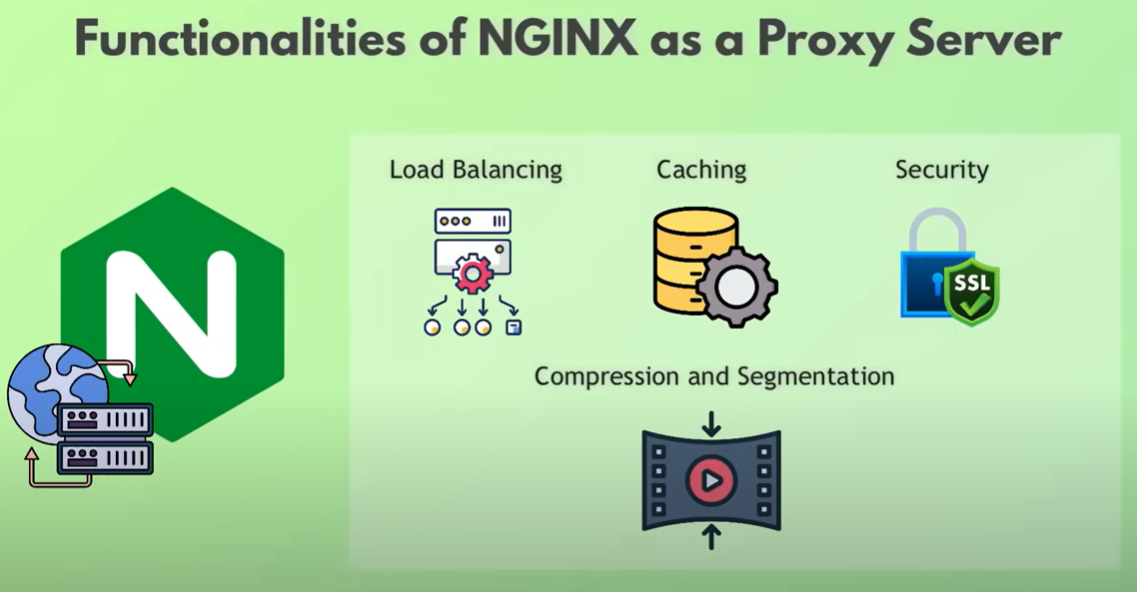 Functionalities of NGINX as a Proxy Server
Load Balancing
Caching
Security
N
SSL
Compression and Segmentation